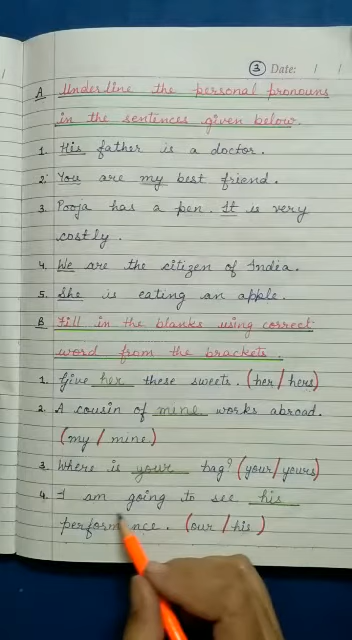 3 Date: / /
A Underline the personal pronouns
in the sentences given below.
1. His father is a doctor.
2. You are my best friend.
3. Pooja has a pen. It is very
costly.
4. We are the citizen of India.
5. She is eating an apple.
B Fill in the blanks using correct
word from the brackets.
1. Give her these sweets. (her/hers)
2. A cousin of mine works abroad.
(my/mine)
3. Where is your bag? (your/yours)
4. I am going to see his
performance. (our/his)